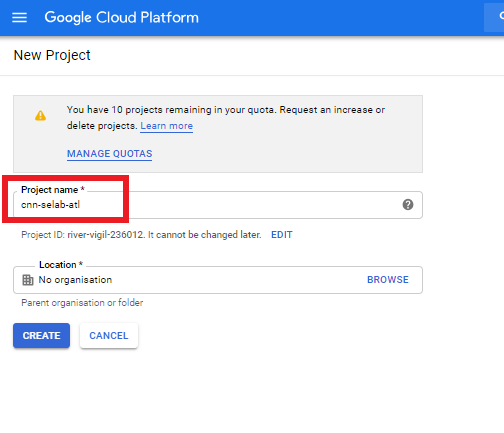 Google Cloud Platform
New Project
You have 10 projects remaining in your quota. Request an increase or
delete projects. Learn more
MANAGE QUOTAS
Project name *
cnn-selab-atl
Project ID: river-vigil-236012. It cannot be changed later. EDIT
Location *
No organisation BROWSE
Parent organisation or folder
CREATE CANCEL